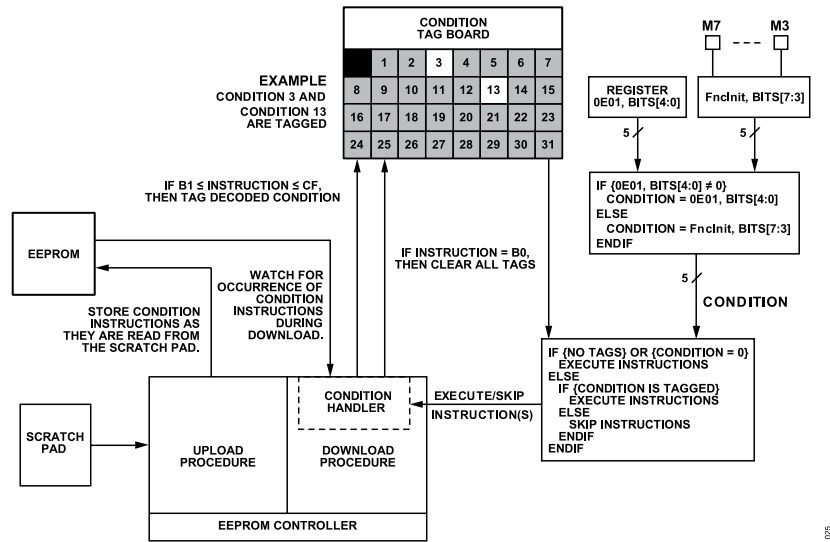 CONDITION
TAG BOARD
1 2 3 4 5 6 7
8 9 10 11 12 13 14 15
16 17 18 19 20 21 22 23
24 25 26 27 28 29 30 31
EXAMPLE
CONDITION 3 AND
CONDITION 13
ARE TAGGED
M7
M3
REGISTER
0E01, BITS[4:0]
FncInit, BITS[7:3]
5
5
IF {0E01, BITS[4:0] ≠ 0}
CONDITION = 0E01, BITS[4:0]
ELSE
CONDITION = FncInit, BITS[7:3]
ENDIF
5
CONDITION
IF B1 ≤ INSTRUCTION ≤ CF,
THEN TAG DECODED CONDITION
IF INSTRUCTION = B0,
THEN CLEAR ALL TAGS
EEPROM
WATCH FOR
OCCURRENCE OF
CONDITION
INSTRUCTIONS
DURING
DOWNLOAD.
STORE CONDITION
INSTRUCTIONS AS
THEY ARE READ FROM
THE SCRATCH PAD.
IF {NO TAGS} OR {CONDITION = 0}
EXECUTE INSTRUCTIONS
ELSE
IF {CONDITION IS TAGGED}
EXECUTE INSTRUCTIONS
ELSE
SKIP INSTRUCTIONS
ENDIF
ENDIF
CONDITION
HANDLER
EXECUTE/SKIP
INSTRUCTION(S)
SCRATCH
PAD
UPLOAD
PROCEDURE
DOWNLOAD
PROCEDURE
EEPROM CONTROLLER
025